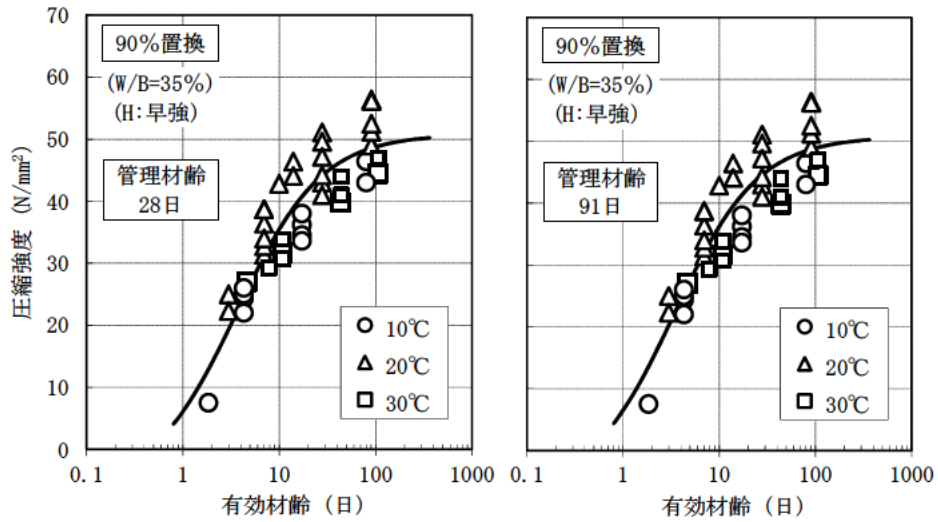 70
60
50
40
30
20
10
0
圧縮強度 (N/mm²)
90%置換
(W/B=35%)
(H:早強)
管理材齢
28日
10℃
20℃
30℃
0.1
1
10
100
1000
有効材齢（日）
90%置換
(W/B=35%)
(H:早強)
管理材齢
91日
10℃
20℃
30℃
0.1
1
10
100
1000
有効材齢（日）